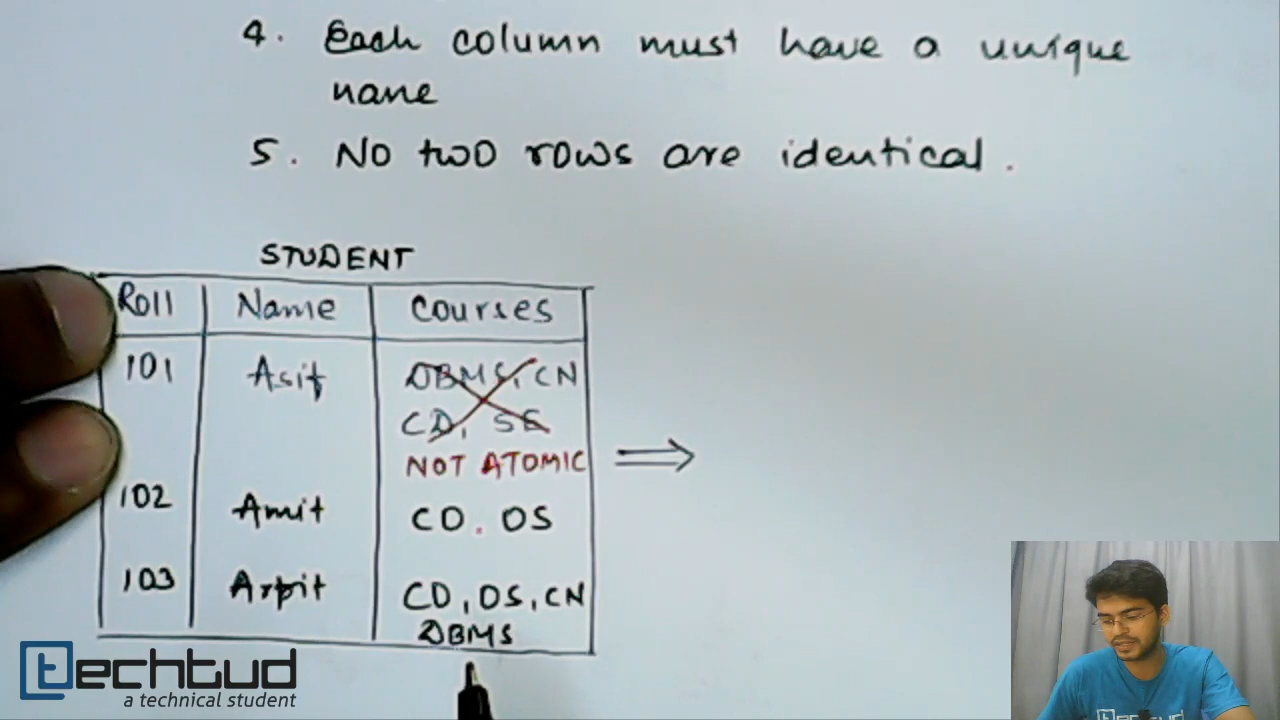 4. Each column must have a unique
name
5. No two rows are identical.
STUDENT
Roll Name Courses
101 Asif DBMS, CN
CD, SE
NOT ATOMIC
102 Amit CD, OS
103 Arpit CD, OS, CN
DBMS
techtud
a technical student
techtud